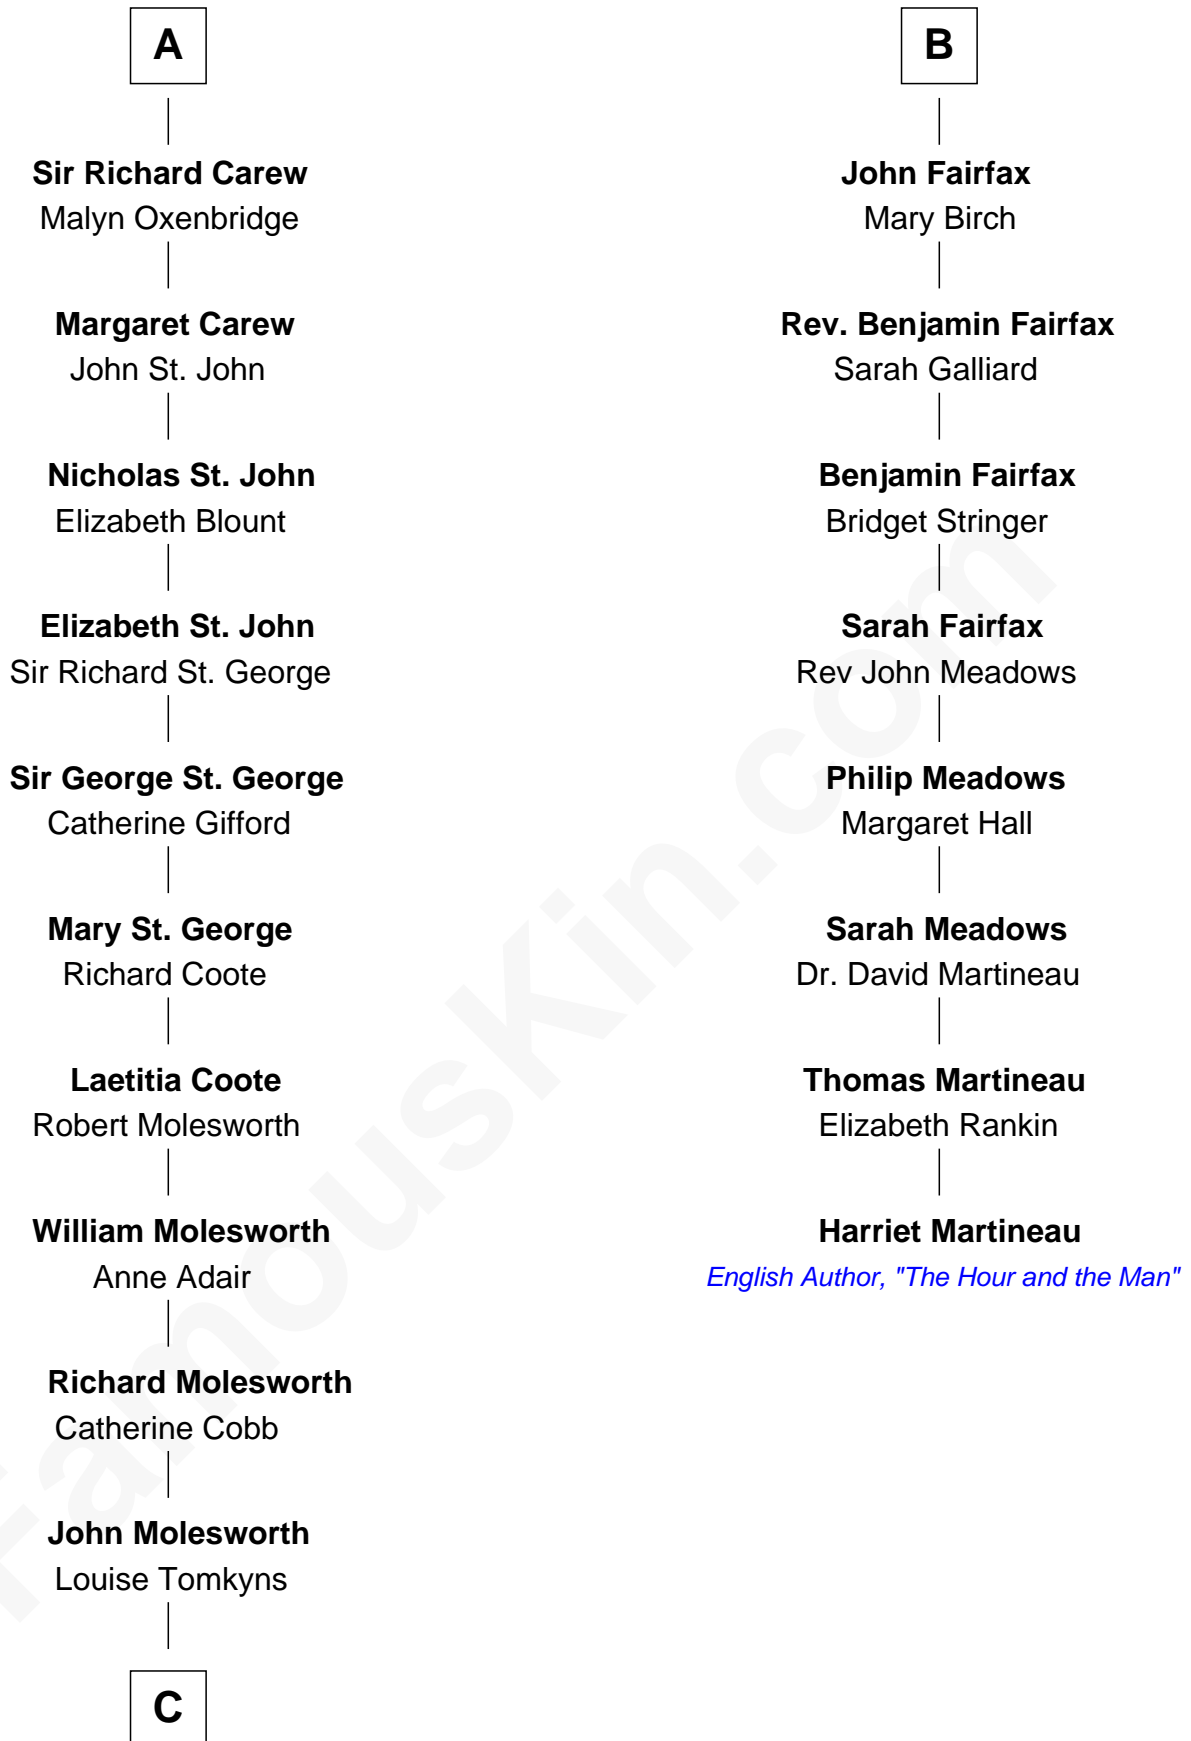 A
Sir Richard Carew
Malyn Oxenbridge
Margaret Carew
John St. John
Nicholas St. John
Elizabeth Blount
Elizabeth St. John
Sir Richard St. George
Sir George St. George
Catherine Gifford
Mary St. George
Richard Coote
Laetitia Coote
Robert Molesworth
William Molesworth
Anne Adair
Richard Molesworth
Catherine Cobb
John Molesworth
Louise Tomkyns
C
B
John Fairfax
Mary Birch
Rev. Benjamin Fairfax
Sarah Galliard
Benjamin Fairfax
Bridget Stringer
Sarah Fairfax
Rev John Meadows
Philip Meadows
Margaret Hall
Sarah Meadows
Dr. David Martineau
Thomas Martineau
Elizabeth Rankin
Harriet Martineau
English Author, "The Hour and the Man"
FamousKin.com